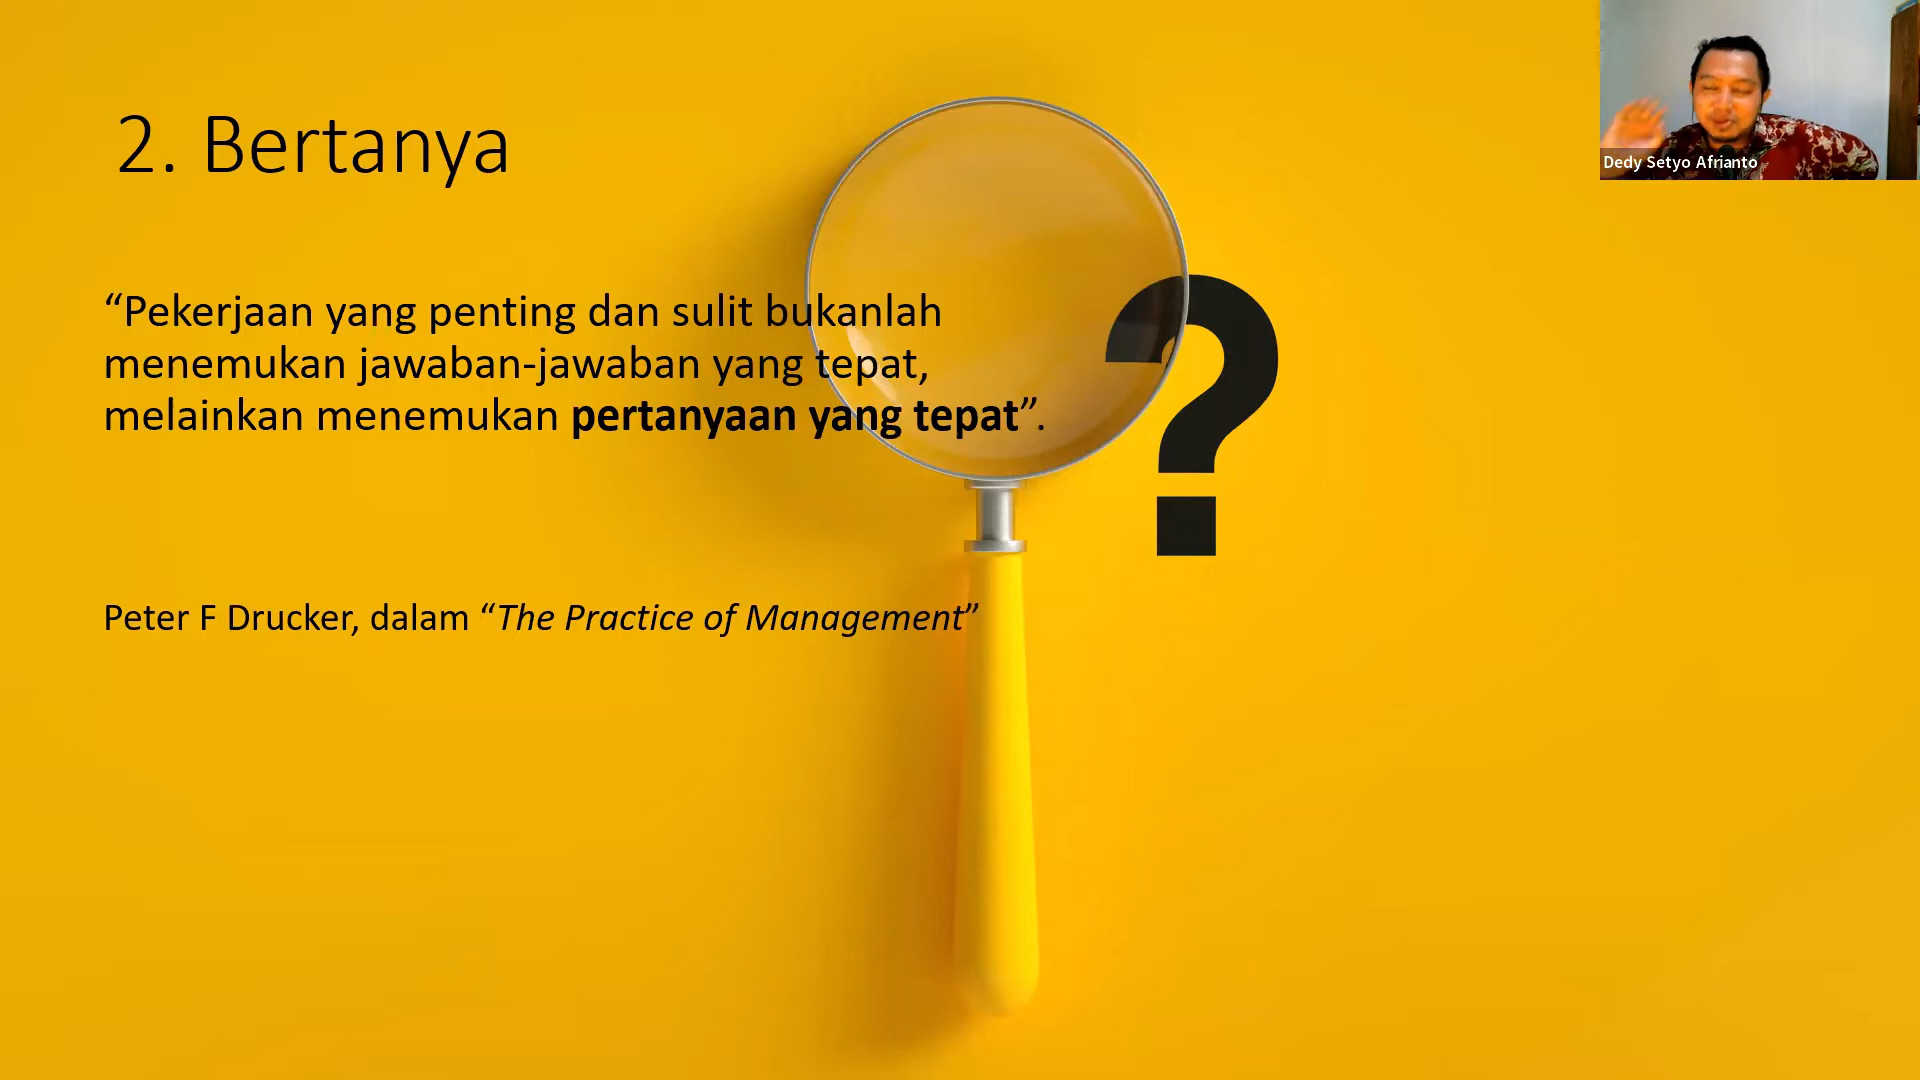 2. Bertanya
“Pekerjaan yang penting dan sulit bukanlah
menemukan jawaban-jawaban yang tepat,
melainkan menemukan pertanyaan yang tepat”.
Peter F Drucker, dalam “The Practice of Management”
Dedy Setyo Afrianto
?